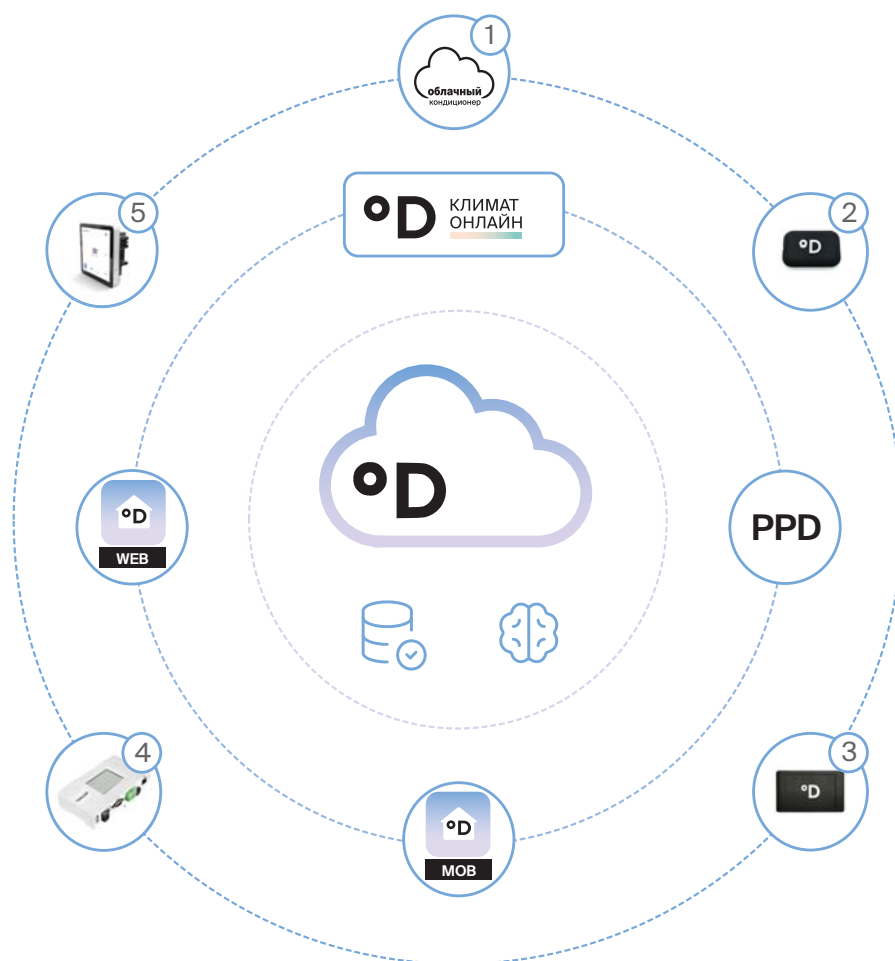 1
облачный
кондиционер
°D
КЛИМАТ
ОНЛАЙН
5
2
°D
°D
°D
WEB
PPD
4
3
°D
°D
MOB